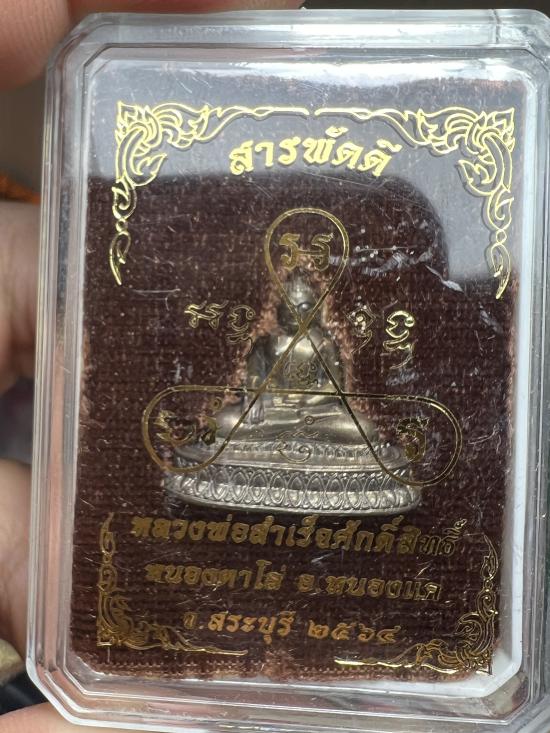 สารพัดดี
รร
หลวงพ่อสำเร็จศักดิ์สิทธิ์
หนองตาโล่ อ.หนองแค
จ.สระบุรี ๒๕๖๔